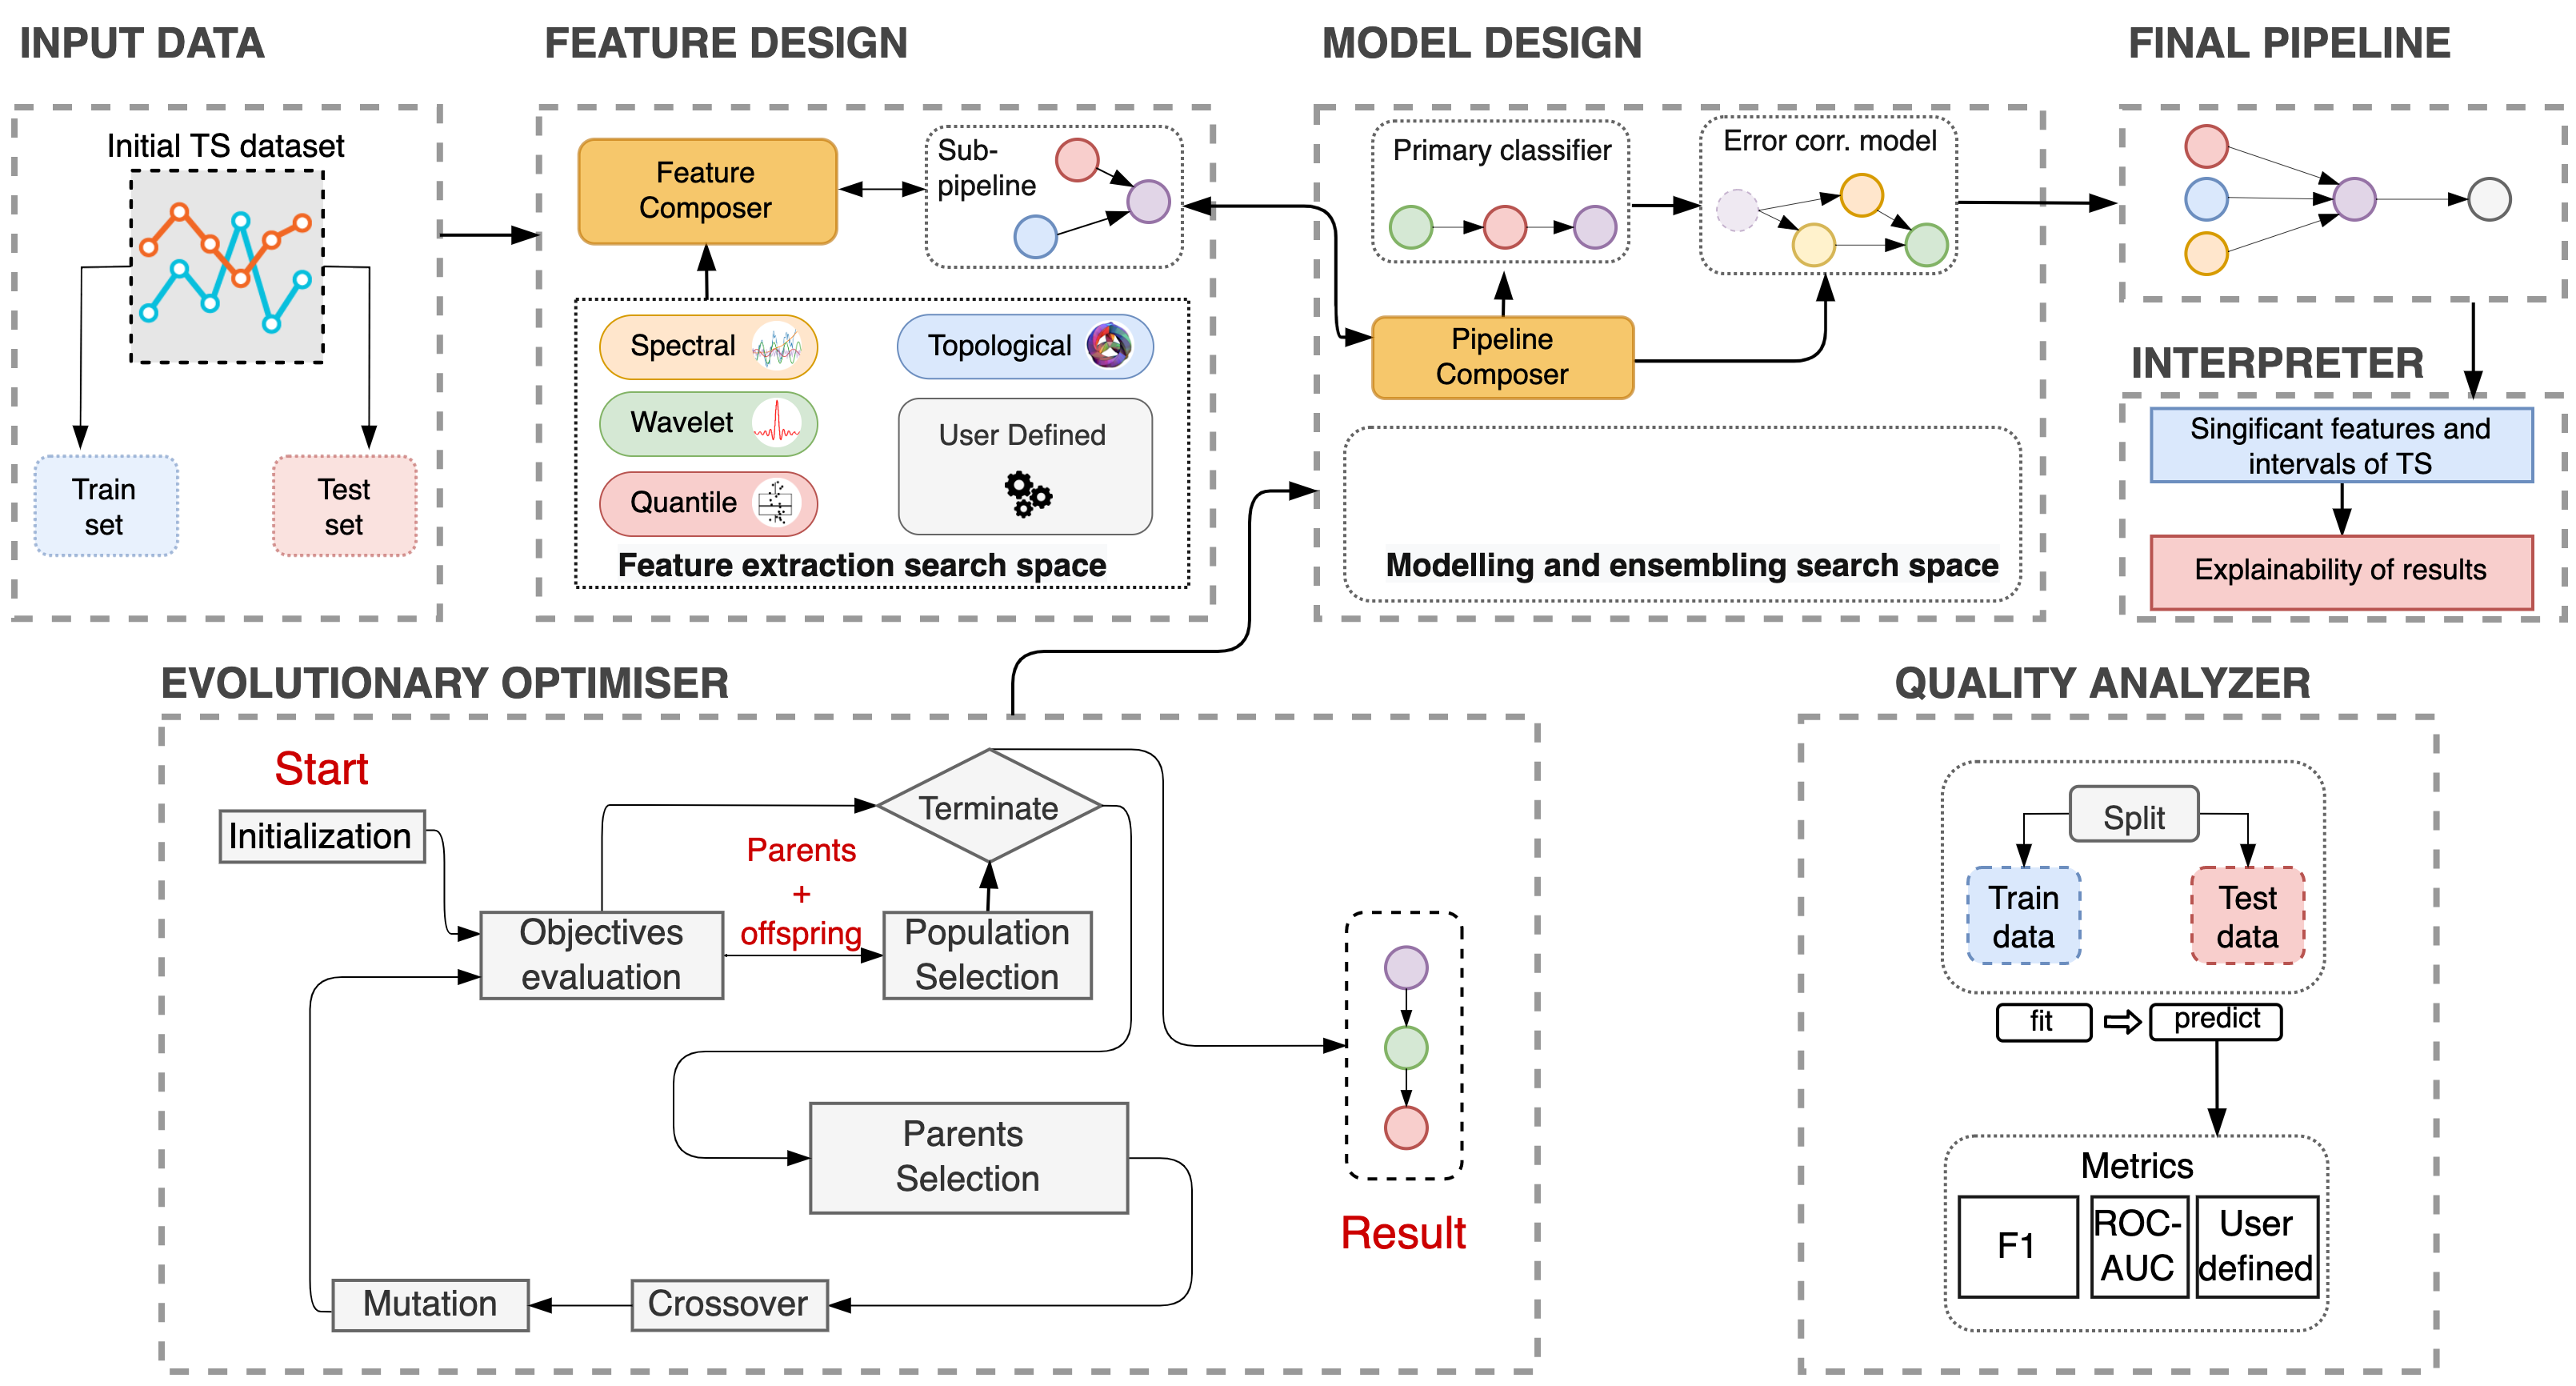 INPUT DATA
Initial TS dataset
Train
set
Test
set
FEATURE DESIGN
Feature
Composer
Sub-
pipeline
Spectral
Topological
Wavelet
User Defined
Quantile
Feature extraction search space
MODEL DESIGN
Primary classifier
Error corr. model
Pipeline
Composer
Modelling and ensembling search space
FINAL PIPELINE
INTERPRETER
Singificant features and
intervals of TS
Explainability of results
EVOLUTIONARY OPTIMISER
Start
Initialization
Terminate
Parents
+
offspring
Objectives
evaluation
Population
Selection
Parents
Selection
Mutation
Crossover
Result
QUALITY ANALYZER
Split
Train
data
Test
data
fit
predict
Metrics
F1
ROC-
AUC
User
defined